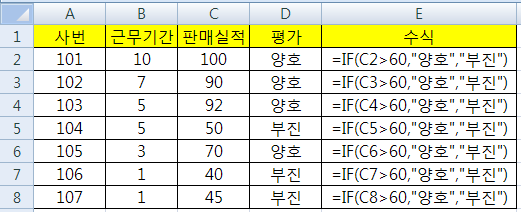 A B C D E
1 사번 근무기간 판매실적 평가 수식
2 101 10 100 양호 =IF(C2>60,"양호","부진")
3 102 7 90 양호 =IF(C3>60,"양호","부진")
4 103 5 92 양호 =IF(C4>60,"양호","부진")
5 104 5 50 부진 =IF(C5>60,"양호","부진")
6 105 3 70 양호 =IF(C6>60,"양호","부진")
7 106 1 40 부진 =IF(C7>60,"양호","부진")
8 107 1 45 부진 =IF(C8>60,"양호","부진")